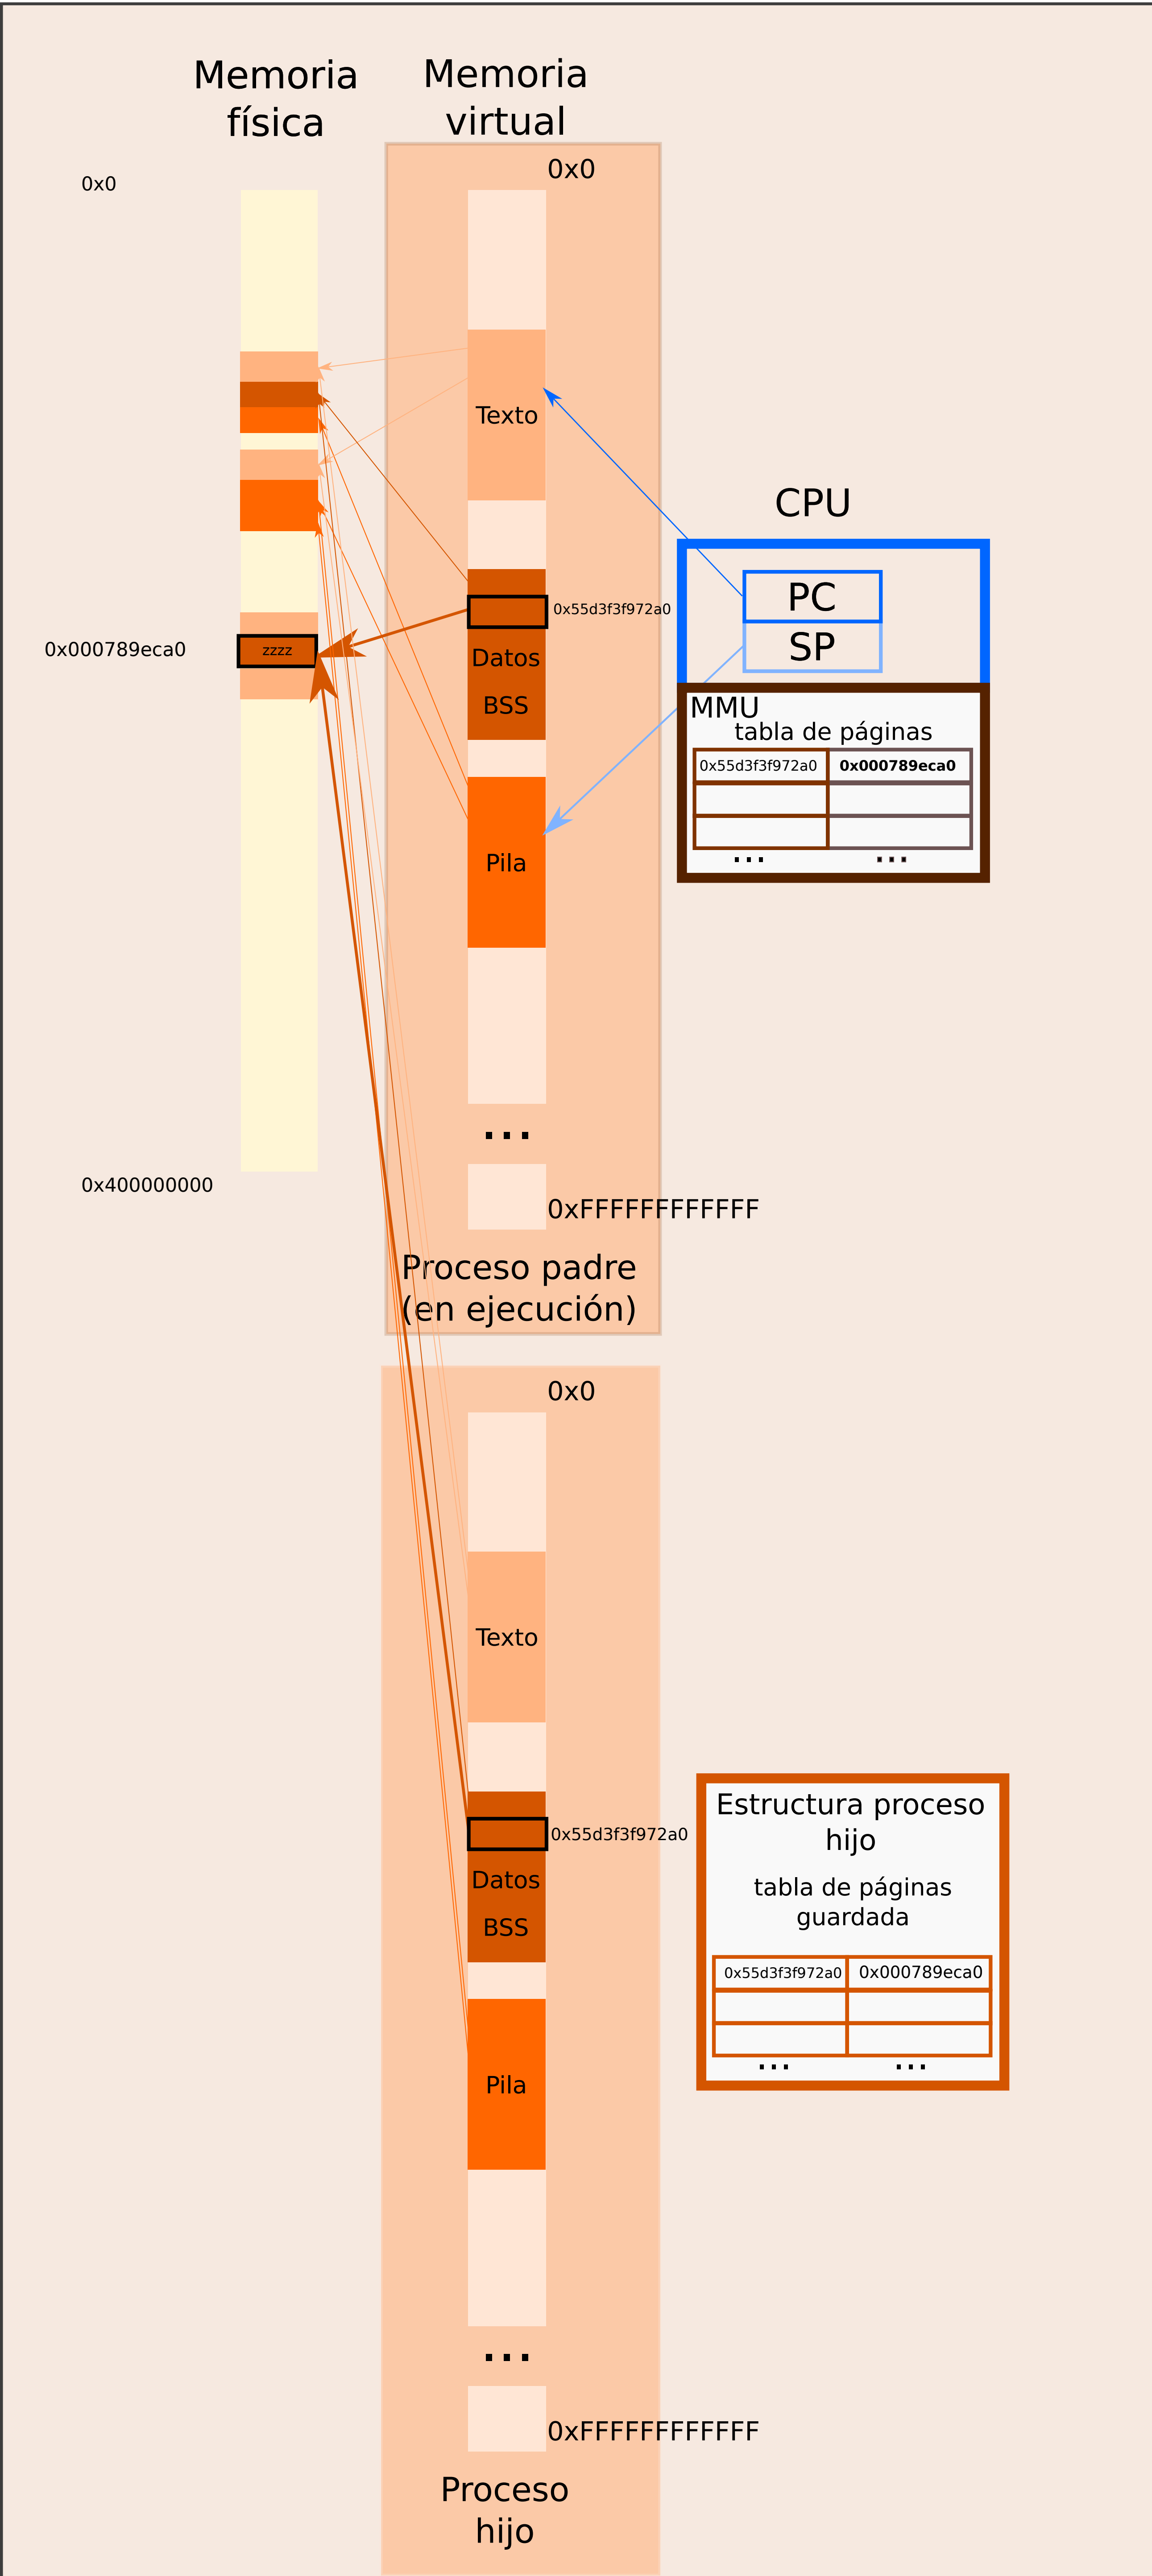 Memoria
física
Memoria
virtual
0x0
0x0
Texto
CPU
PC
SP
0x55d3f3f972a0
0x000789eca0
zzzz
Datos
BSS
MMU
tabla de páginas
0x55d3f3f972a0 0x000789eca0
... ...
Pila
...
0x400000000
0xFFFFFFFFFFFF
Proceso padre
(en ejecución)
0x0
Texto
0x55d3f3f972a0
Datos
BSS
Estructura proceso
hijo
tabla de páginas
guardada
0x55d3f3f972a0 0x000789eca0
... ...
Pila
...
0xFFFFFFFFFFFF
Proceso
hijo